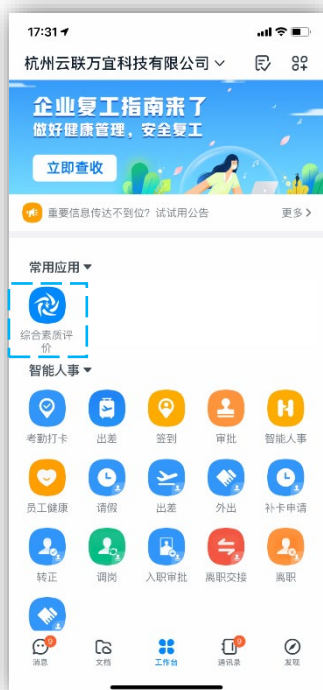 17:31
杭州云联万宜科技有限公司
企业复工指南来了
做好健康管理，安全复工
立即查收
重要信息传达不到位？试试用公告
更多
常用应用
综合素质评
价
智能人事
考勤打卡 出差 签到 审批 智能人事
员工健康 请假 出差 外出 补卡申请
转正 调岗 入职审批 离职交接 离职
9 9
消息 文档 工作台 通讯录 发现